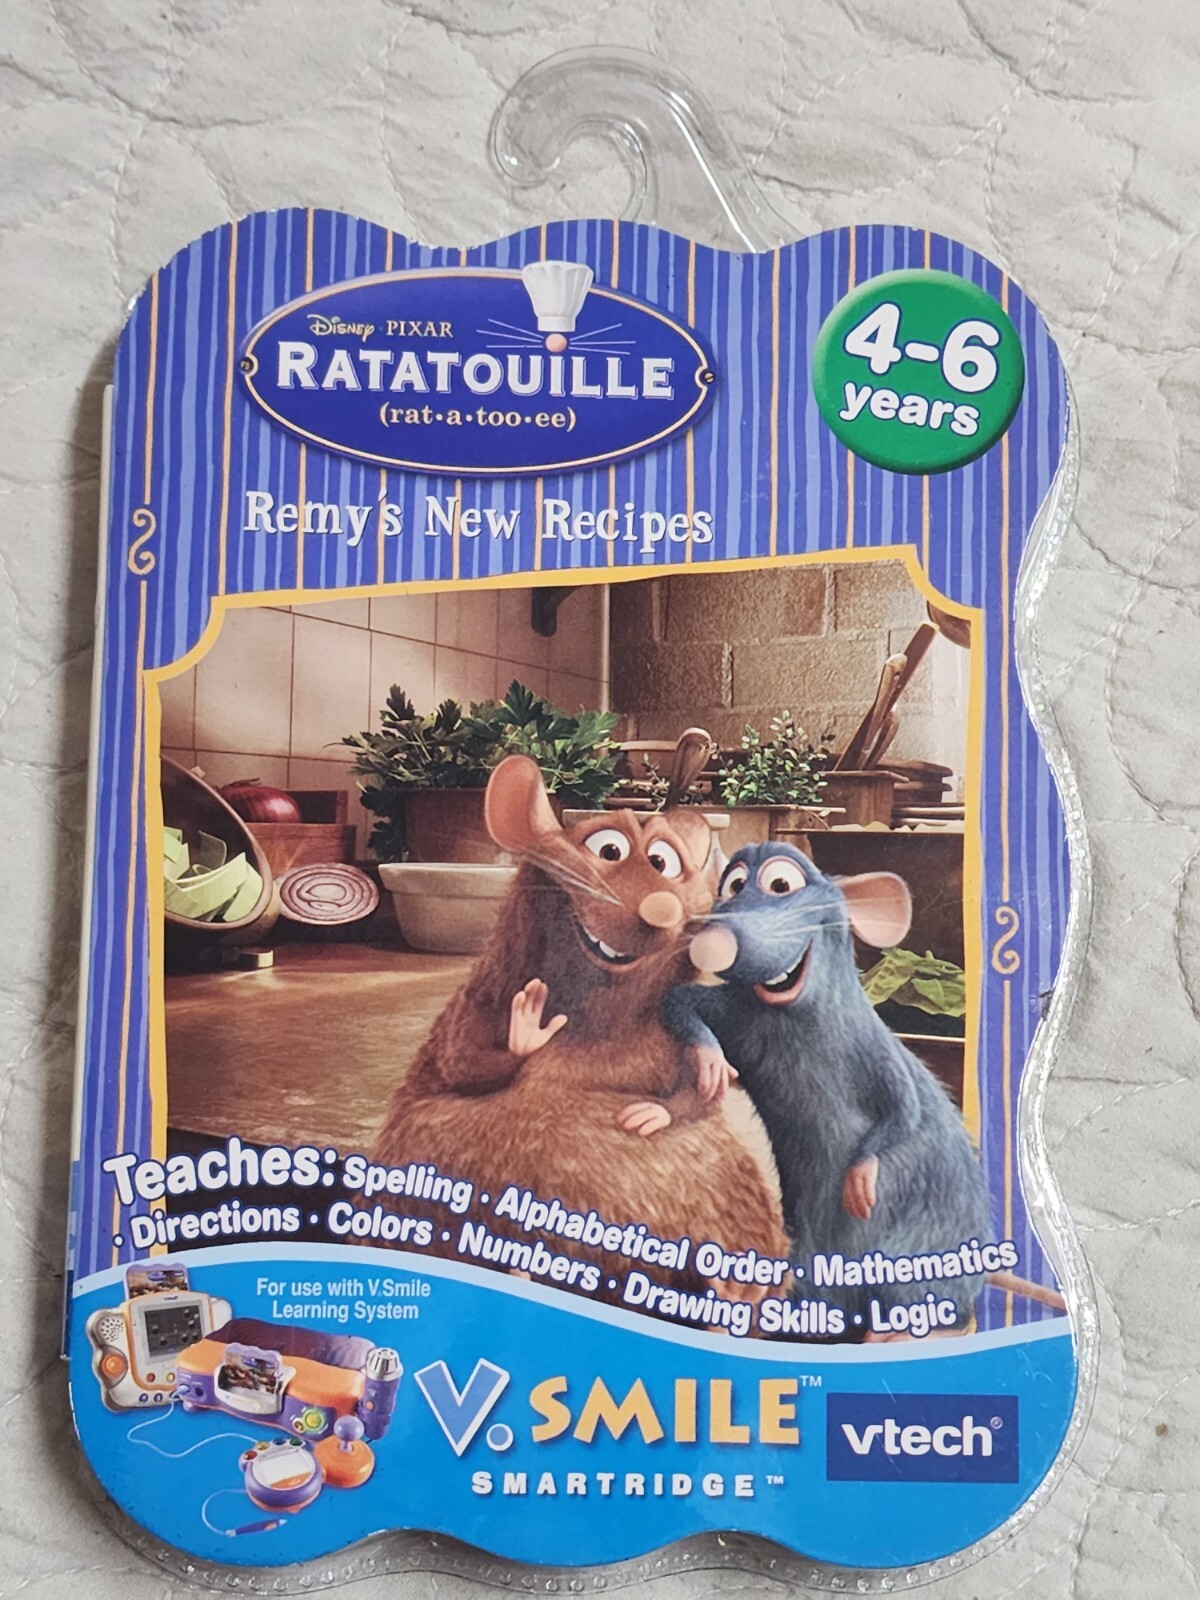 Disney · PIXAR
RATATOUILLE
(rat•a•too•ee)
4-6
years
Remy's New Recipes
Teaches: Spelling · Alphabetical Order · Mathematics
· Directions · Colors · Numbers · Drawing Skills · Logic
For use with V.Smile
Learning System
V.SMILE™
SMARTRIDGE™
vtech®